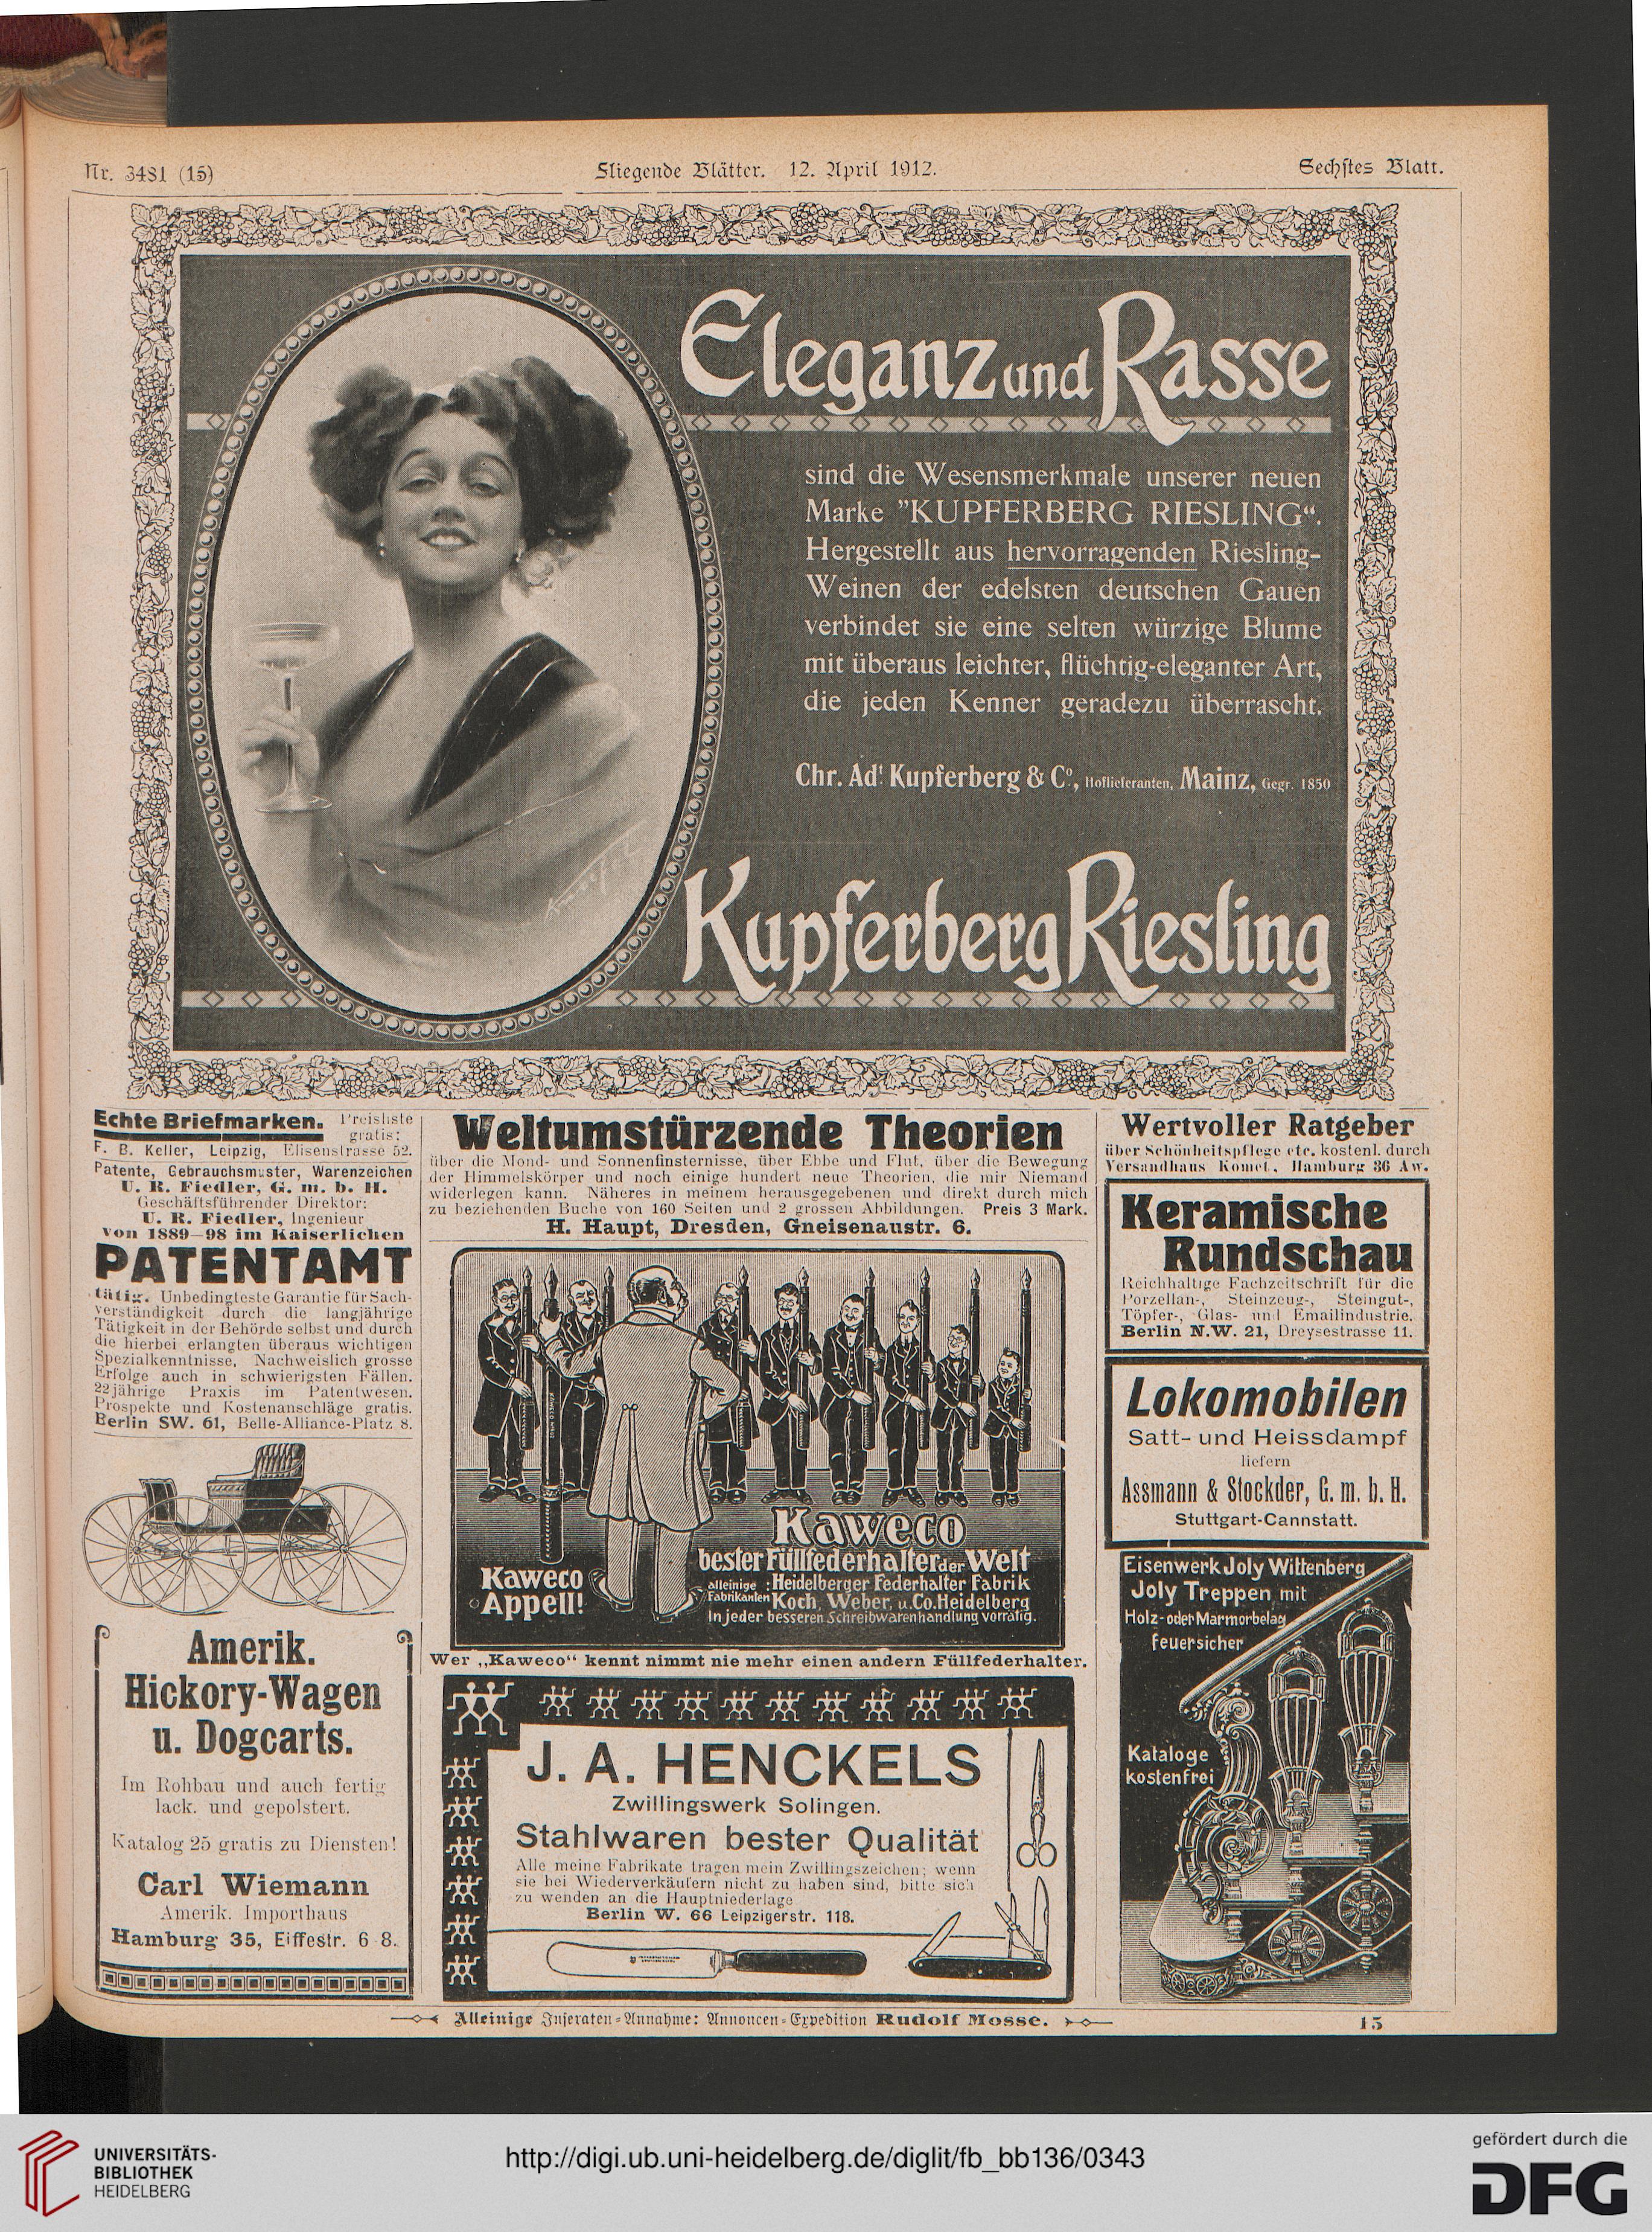 Nr. 3481 (15)
Fliegende Blätter. 12. April 1912.
Sechstes Blatt.
Eleganz und Rasse
sind die Wesensmerkmale unserer neuen
Marke "KUPFERBERG RIESLING“.
Hergestellt aus hervorragenden Riesling-
Weinen der edelsten deutschen Gauen
verbindet sie eine selten würzige Blume
mit überaus leichter, flüchtig-eleganter Art,
die jeden Kenner geradezu überrascht.
Chr. Adt. Kupferberg & Co., Hoflieferanten, Mainz, Gegr. 1850
Kupferberg Riesling
Echte Briefmarken. Preisliste
gratis:
F. B. Keller, Leipzig, Elisenstrasse 52.
Patente, Gebrauchsmuster, Warenzeichen
U. R. Fiedler, G. m. b. H.
Geschäftsführender Direktor:
U. R. Fiedler, Ingenieur
von 1889–98 im Kaiserlichen
PATENTAMT
tätig. Unbedingteste Garantie für Sach-
verständigkeit durch die langjährige
Tätigkeit in der Behörde selbst und durch
die hierbei erlangten überaus wichtigen
Spezialkenntnisse. Nachweislich grosse
Erfolge auch in schwierigsten Fällen.
22jährige Praxis im Patentwesen.
Prospekte und Kostenanschläge gratis.
Berlin SW. 61, Belle-Alliance-Platz 8.
Amerik.
Hickory-Wagen
u. Dogcarts.
Im Rohbau und auch fertig
lack. und gepolstert.
Katalog 25 gratis zu Diensten!
Carl Wiemann
Amerik. Importhaus
Hamburg 35, Eiffestr. 6-8.
Weltumstürzende Theorien
über die Mond- und Sonnenfinsternisse, über Ebbe und Flut, über die Bewegung
der Himmelskörper und noch einige hundert neue Theorien, die mir Niemand
widerlegen kann. Näheres in meinem herausgegebenen und direkt durch mich
zu beziehenden Buche von 160 Seiten und 2 grossen Abbildungen. Preis 3 Mark.
H. Haupt, Dresden, Gneisenaustr. 6.
Kaweco
bester Füllfederhalter der Welt
alleinige Fabrikanten: Heidelberger Federhalter Fabrik
Koch, Weber, u. Co. Heidelberg
In jeder besseren Schreibwarenhandlung vorrätig.
Kaweco
Appell!
Wer „Kaweco“ kennt nimmt nie mehr einen andern Füllfederhalter.
J. A. HENCKELS
Zwillingswerk Solingen.
Stahlwaren bester Qualität
Alle meine Fabrikate tragen mein Zwillingszeichen; wenn
sie bei Wiederverkäufern nicht zu haben sind, bitte sich
zu wenden an die Hauptniederlage
Berlin W. 66 Leipzigerstr. 118.
Wertvoller Ratgeber
über Schönheitspflege etc. kostenl. durch
Versandhaus Komet, Hamburg 36 Aw.
Keramische
Rundschau
Reichhaltige Fachzeitschrift für die
Porzellan-, Steinzeug-, Steingut-,
Töpfer-, Glas- und Emailindustrie.
Berlin N.W. 21, Dreysestrasse 11.
Lokomobilen
Satt- und Heissdampf
liefern
Assmann & Stockder, G. m. b. H.
Stuttgart-Cannstatt.
Eisenwerk Joly Wittenberg
Joly Treppen mit
Holz- oder Marmorbelag
feuersicher
Kataloge
kostenfrei
Alleinige Inseraten-Annahme: Annoncen-Expedition Rudolf Mosse.
15
UNIVERSITÄTS-
BIBLIOTHEK
HEIDELBERG
http://digi.ub.uni-heidelberg.de/diglit/fb_bb136/0343
gefördert durch die
DFG